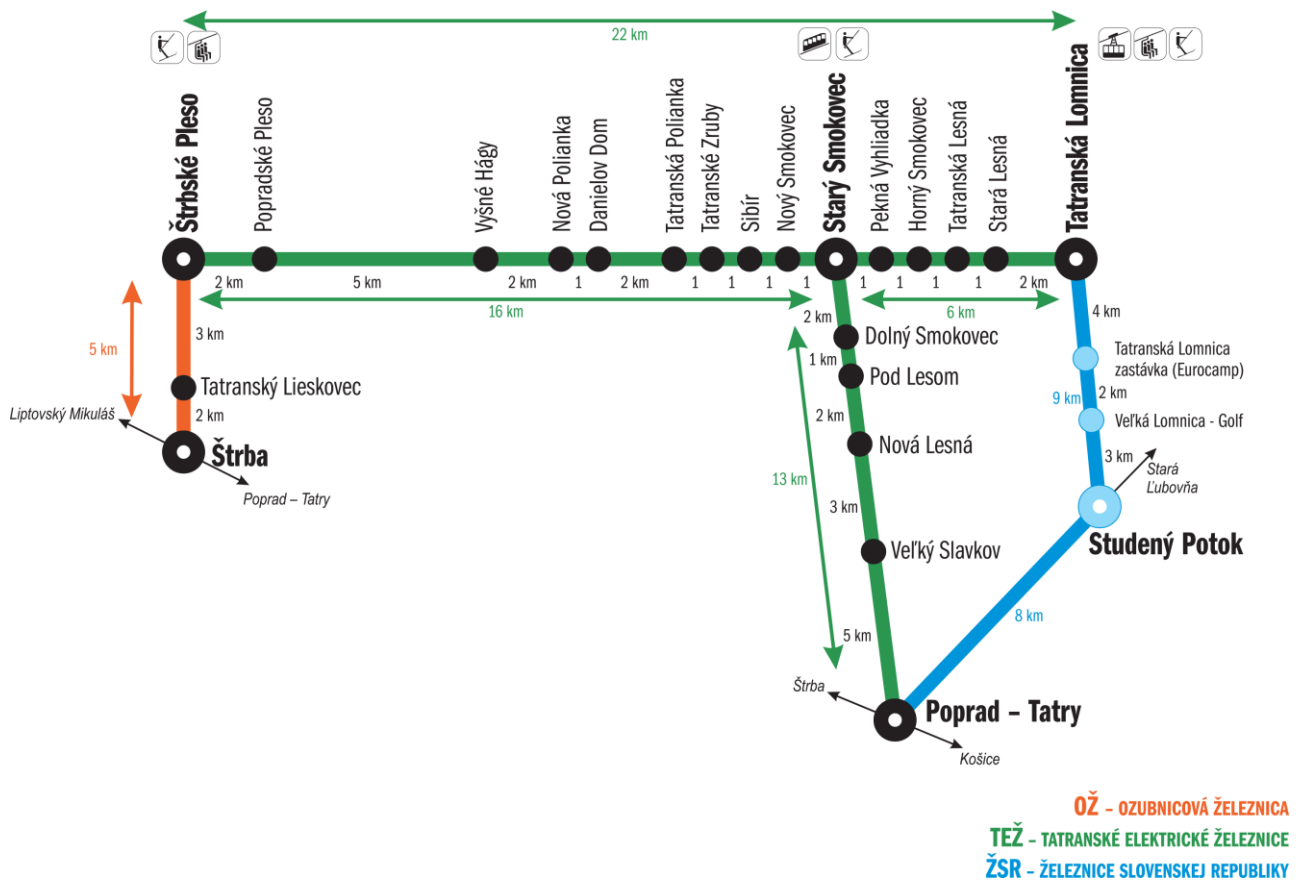 22 km
Štrbské Pleso
Popradské Pleso
Vyšné Hágy
Nová Polianka
Danielov Dom
Tatranská Polianka
Tatranské Zruby
Sibír
Nový Smokovec
Starý Smokovec
Pekná Vyhliadka
Horný Smokovec
Tatranská Lesná
Stará Lesná
Tatranská Lomnica
2 km
5 km
2 km
1
2 km
1
1
1
1
1
1
1
1
2 km
16 km
6 km
5 km
3 km
Tatranský Lieskovec
2 km
Liptovský Mikuláš
Štrba
Poprad – Tatry
2 km
Dolný Smokovec
1 km
Pod Lesom
2 km
Nová Lesná
13 km
3 km
Veľký Slavkov
5 km
Štrba
Poprad – Tatry
Košice
4 km
Tatranská Lomnica
zastávka (Eurocamp)
9 km
2 km
Veľká Lomnica - Golf
3 km
Stará
Ľubovňa
Studený Potok
8 km
OŽ – OZUBNICOVÁ ŽELEZNICA
TEŽ – TATRANSKÉ ELEKTRICKÉ ŽELEZNICE
ŽSR – ŽELEZNICE SLOVENSKEJ REPUBLIKY